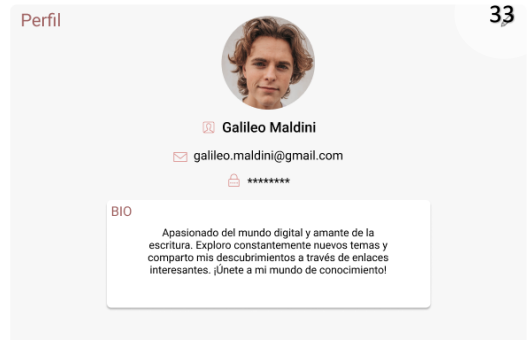 Perfil
33
Galileo Maldini
galileo.maldini@gmail.com
********
BIO
Apasionado del mundo digital y amante de la
escritura. Exploro constantemente nuevos temas y
comparto mis descubrimientos a través de enlaces
interesantes. ¡Únete a mi mundo de conocimiento!